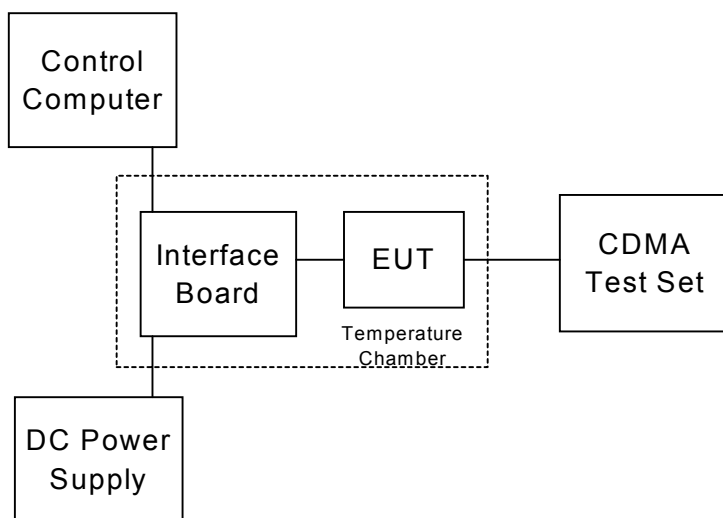 Control
Computer
Interface
Board
EUT
CDMA
Test Set
Temperature
Chamber
DC Power
Supply